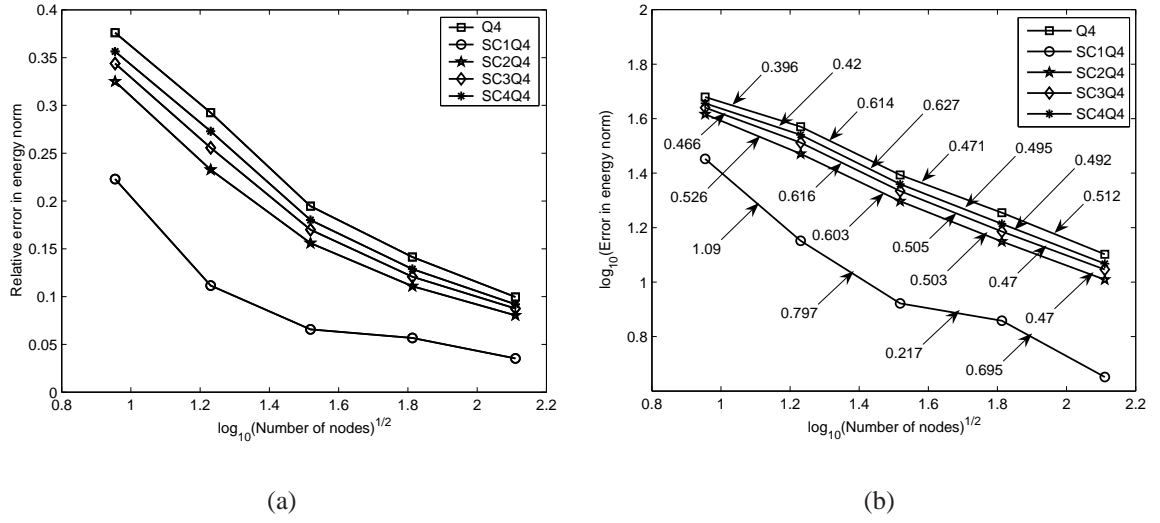 0.4
0.35
0.3
0.25
0.2
0.15
0.1
0.05
0
0.8 1 1.2 1.4 1.6 1.8 2 2.2
Relative error in energy norm
log10(Number of nodes)1/2
Q4
SC1Q4
SC2Q4
SC3Q4
SC4Q4
(a)
2
1.8
1.6
1.4
1.2
1
0.8
0.8 1 1.2 1.4 1.6 1.8 2 2.2
log10(Error in energy norm)
log10(Number of nodes)1/2
Q4
SC1Q4
SC2Q4
SC3Q4
SC4Q4
0.396
0.42
0.614
0.627
0.471
0.495
0.492
0.512
0.466
0.526
0.616
0.603
0.505
0.503
0.47
0.47
1.09
0.797
0.217
0.695
(b)